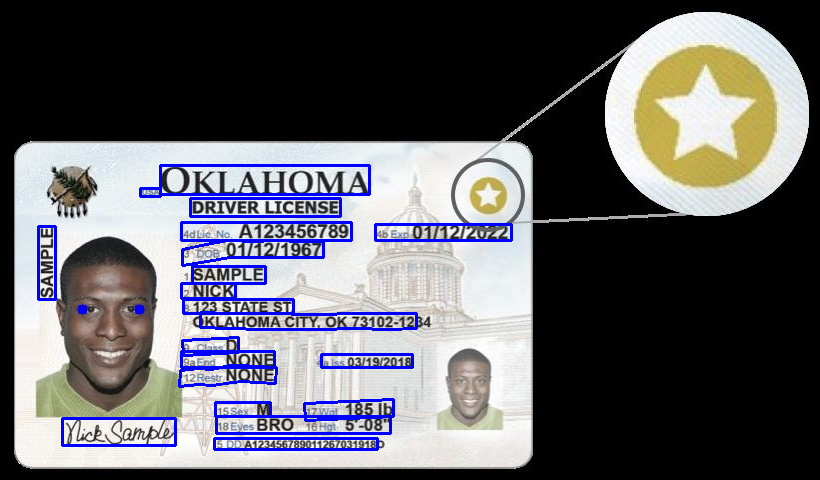 USA OKLAHOMA
DRIVER LICENSE
4d Lic. No. A123456789 4b Exp 01/12/2022
3 DOB 01/12/1967
SAMPLE
1 SAMPLE
2 NICK
8 123 STATE ST
OKLAHOMA CITY, OK 73102-1234
9 Class D
9a End NONE 4a Iss 03/19/2018
12 Restr NONE
15 Sex M 17 Wgt 185 lb
18 Eyes BRO 16 Hgt 5'-08"
Nick Sample
5 DD A123456789011267031918D